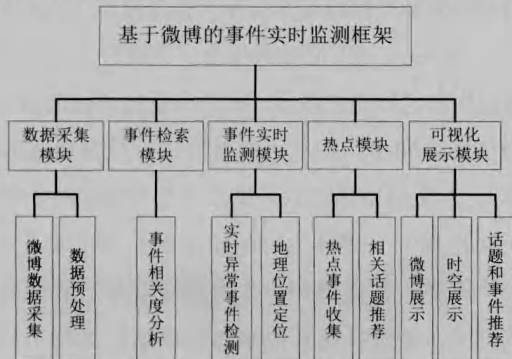 基于微博的事件实时监测框架
数据采集
模块
事件检索
模块
事件实时
监测模块
热点模块
可视化
展示模块
微博数据采集
数据预处理
事件相关度分析
实时异常事件检测
地理位置定位
热点事件收集
相关话题推荐
微博展示
时空展示
话题和事件推荐